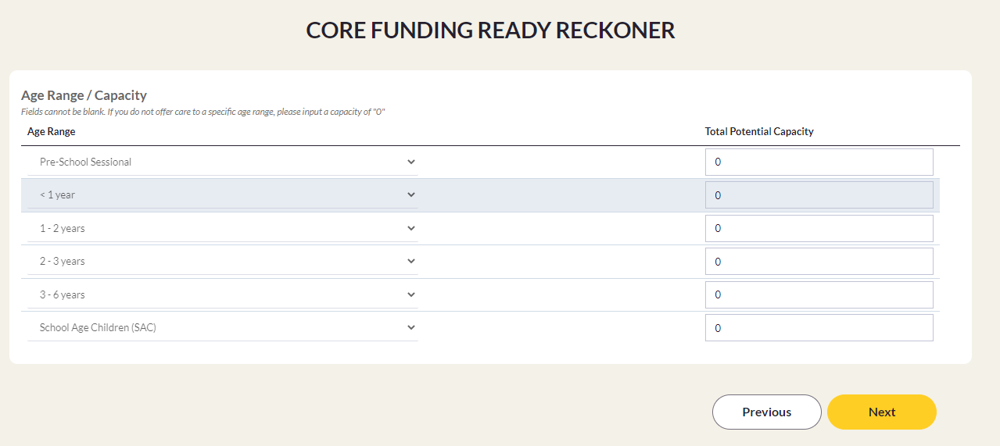 CORE FUNDING READY RECKONER
Age Range / Capacity
Fields cannot be blank. If you do not offer care to a specific age range, please input a capacity of "0"
Age Range Total Potential Capacity
Pre-School Sessional 0
< 1 year 0
1 - 2 years 0
2 - 3 years 0
3 - 6 years 0
School Age Children (SAC) 0
Previous Next